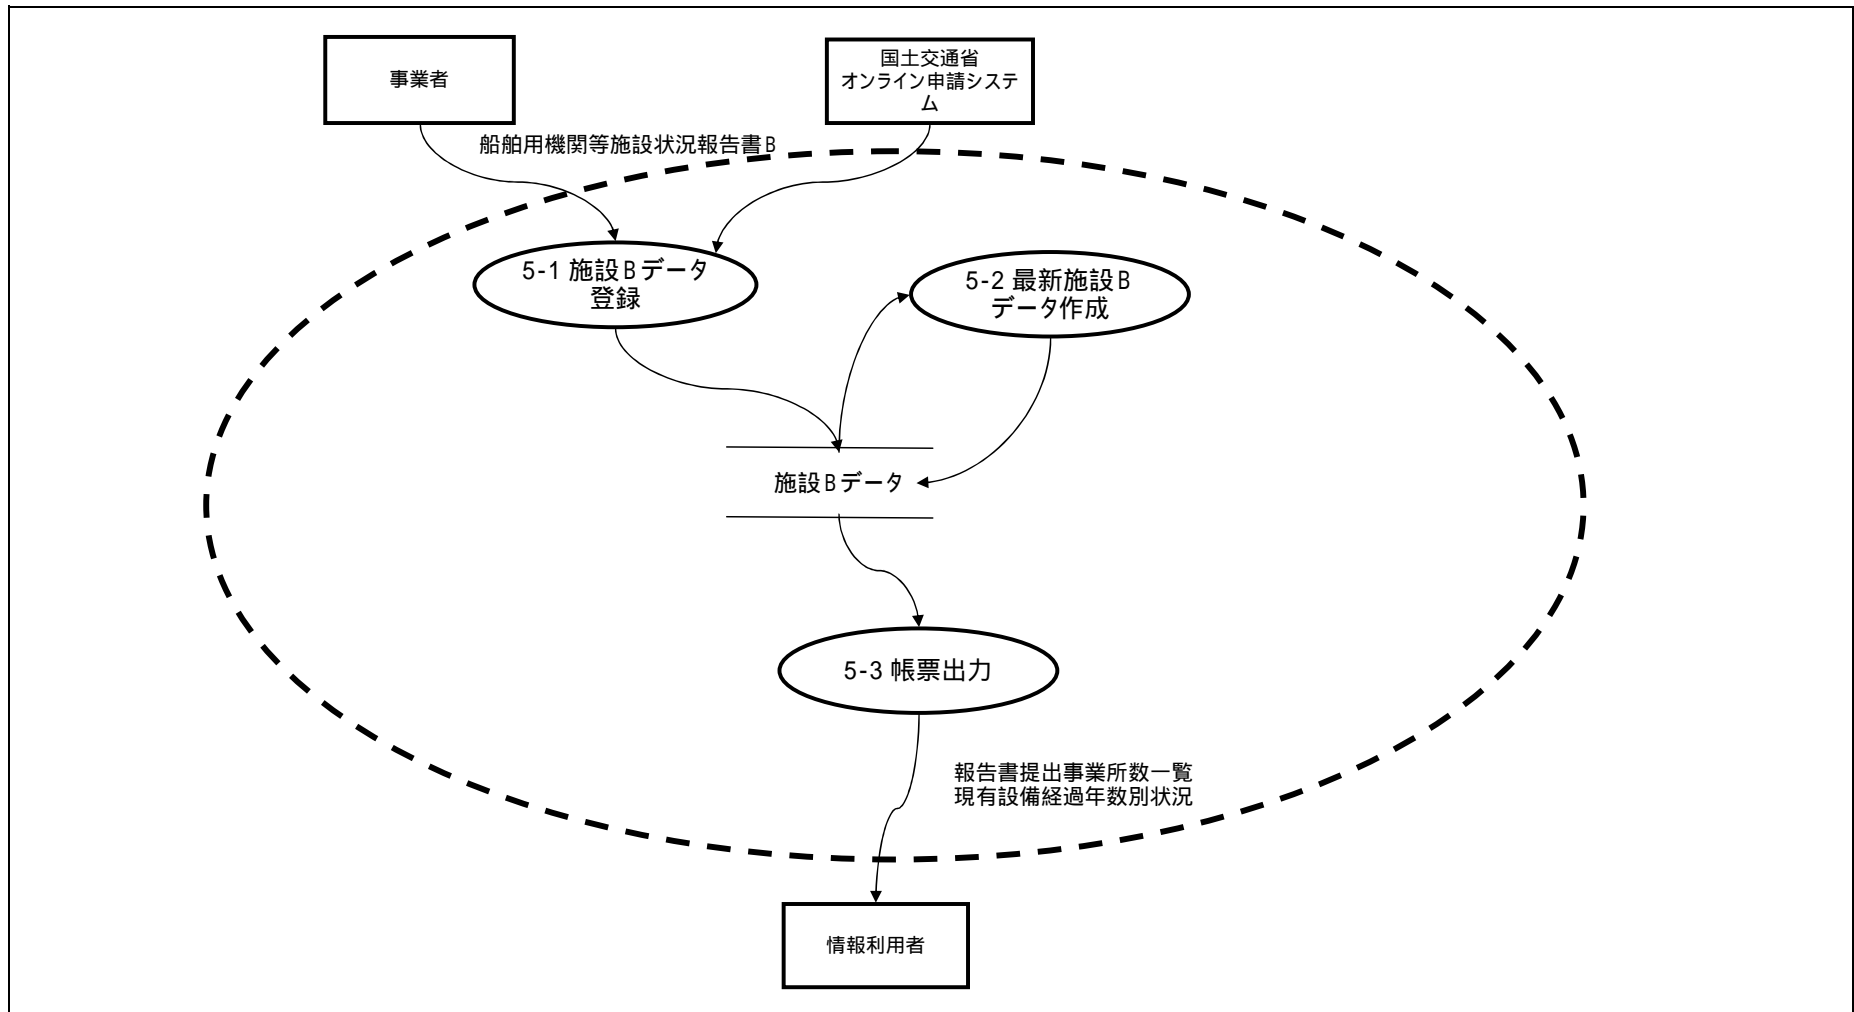 事業者
国土交通省
オンライン申請システ
ム
船舶用機関等施設状況報告書B
5-1 施設Bデータ
登録
5-2 最新施設B
データ作成
施設Bデータ
5-3 帳票出力
報告書提出事業所数一覧
現有設備経過年数別状況
情報利用者